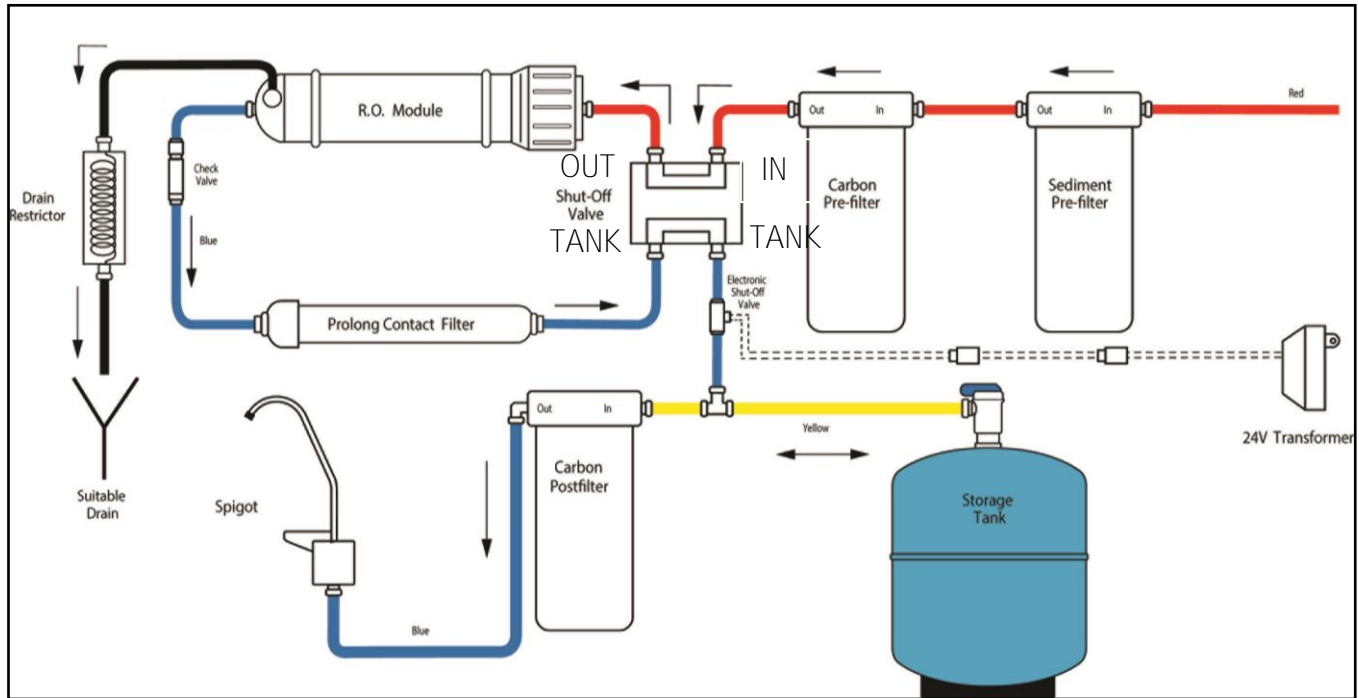 R.O. Module
Out
In
Out
In
Red
OUT
IN
Shut-Off
Valve
TANK
TANK
Carbon
Pre-filter
Sediment
Pre-filter
Check
Valve
Drain
Restrictor
Blue
Electronic
Shut-Off
Valve
Prolong Contact Filter
Out
In
Yellow
24V Transformer
Carbon
Postfilter
Suitable
Drain
Spigot
Storage
Tank
Blue